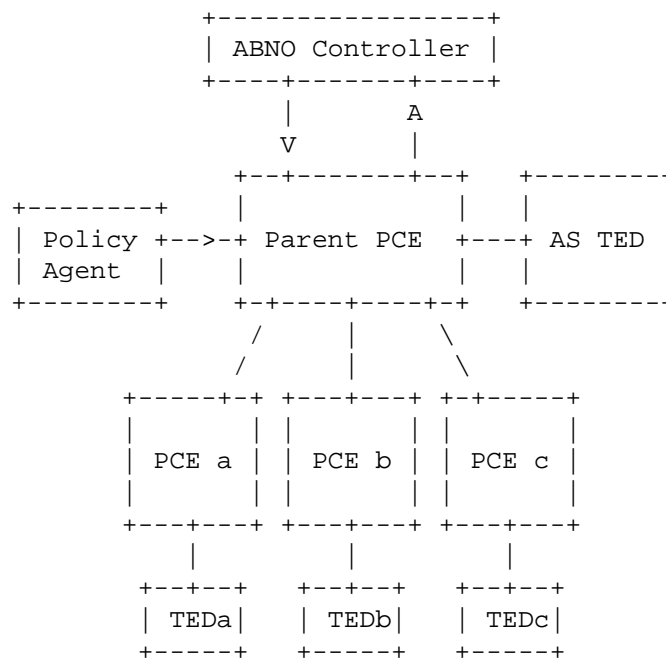 ABNO Controller
A
V
Policy Parent PCE AS TED
Agent
PCE a PCE b PCE c
TEDa TEDb TEDc